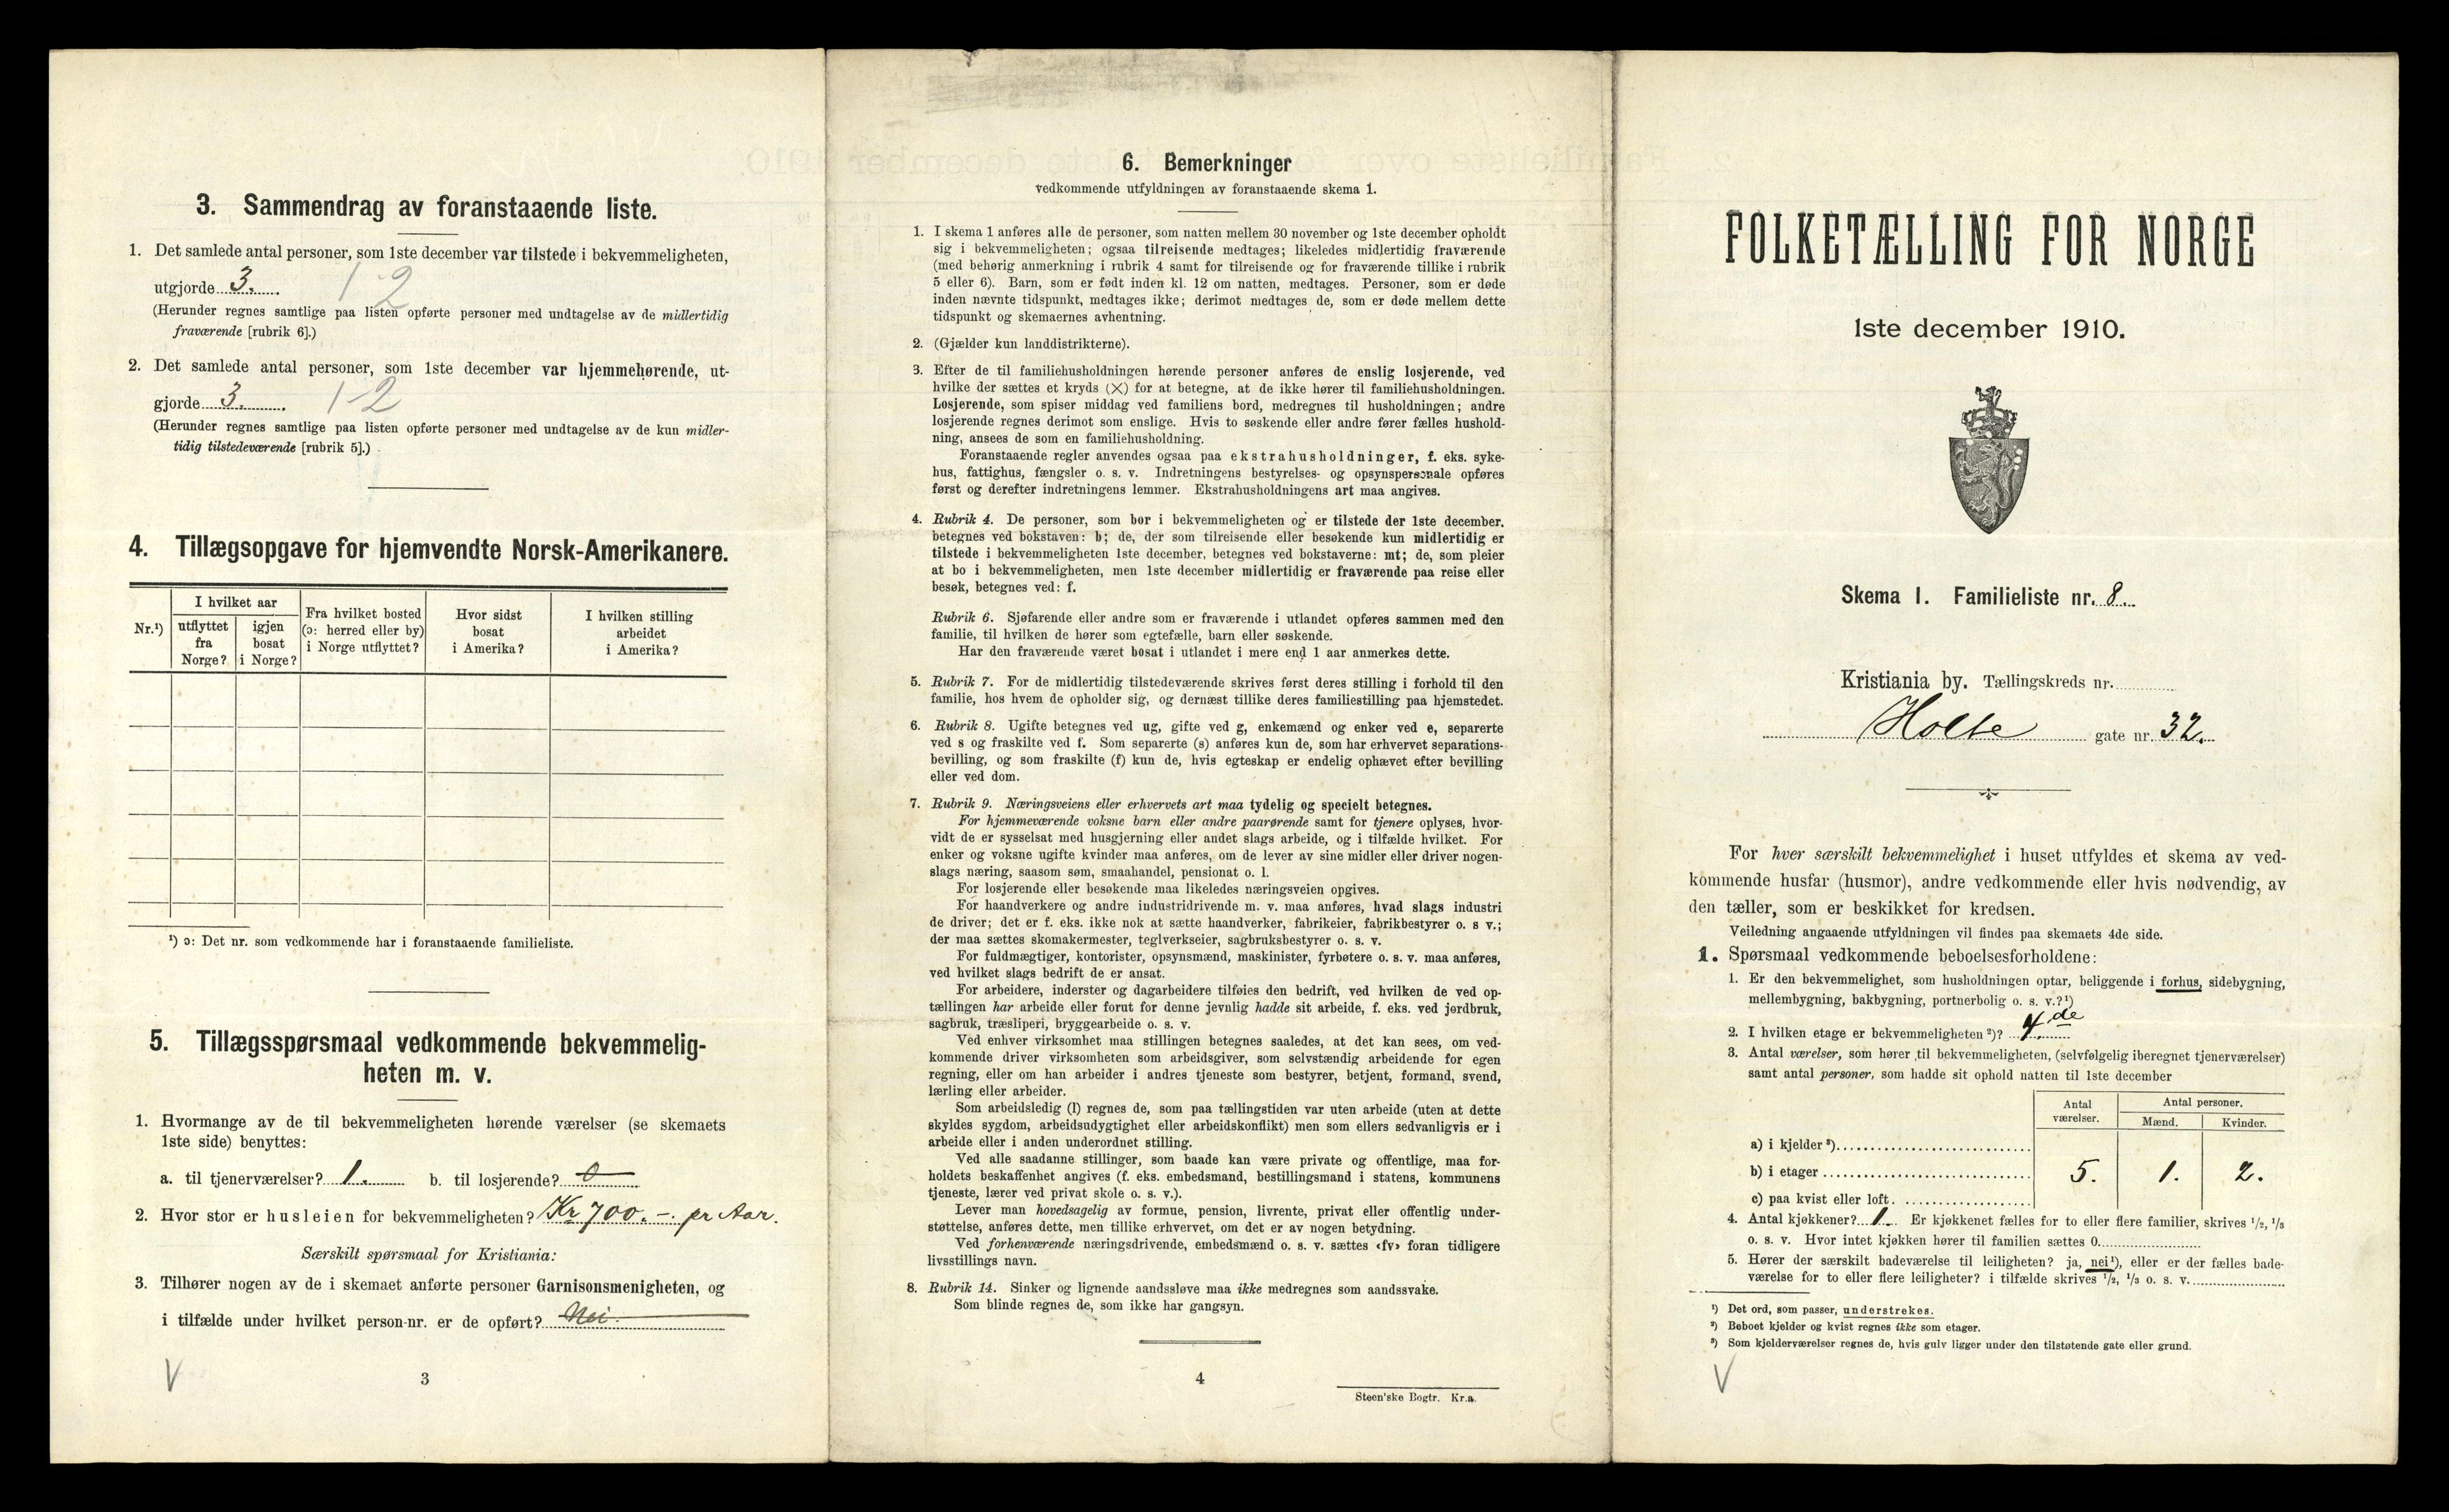 3. Sammendrag av foranstaaende liste.
1. Det samlede antal personer, som 1ste december var tilstede i bekvemmeligheten,
utgjorde 3. 1-2
(Herunder regnes samtlige paa listen opførte personer med undtagelse av de midlertidig
fraværende [rubrik 6].)
2. Det samlede antal personer, som 1ste december var hjemmehørende, ut-
gjorde 3. 1-2
(Herunder regnes samtlige paa listen opførte personer med undtagelse av de kun midler-
tidig tilstedeværende [rubrik 5].)
4. Tillægsopgave for hjemvendte Norsk-Amerikanere.
Nr.¹)
I hvilket aar
utflyttet
fra
Norge?
igjen
bosat
i Norge?
Fra hvilket bosted
(ɔ: herred eller by)
i Norge utflyttet?
Hvor sidst
bosat
i Amerika?
I hvilken stilling
arbeidet
i Amerika?
¹) ɔ: Det nr. som vedkommende har i foranstaaende familieliste.
5. Tillægsspørsmaal vedkommende bekvemmelig-
heten m. v.
1. Hvormange av de til bekvemmeligheten hørende værelser (se skemaets
1ste side) benyttes:
a. til tjenerværelser? 1. b. til losjerende? 0
2. Hvor stor er husleien for bekvemmeligheten? Kr 700.-. pr Aar.
Særskilt spørsmaal for Kristiania:
3. Tilhører nogen av de i skemaet anførte personer Garnisonsmenigheten, og
i tilfælde under hvilket person-nr. er de opført? Nei.
V
3
6. Bemerkninger
vedkommende utfyldningen av foranstaaende skema 1.
1. I skema 1 anføres alle de personer, som natten mellem 30 november og 1ste december opholdt
sig i bekvemmeligheten; ogsaa tilreisende medtages; likeledes midlertidig fraværende
(med behørig anmerkning i rubrik 4 samt for tilreisende og for fraværende tillike i rubrik
5 eller 6). Barn, som er født inden kl. 12 om natten, medtages. Personer, som er døde
inden nævnte tidspunkt, medtages ikke; derimot medtages de, som er døde mellem dette
tidspunkt og skemaernes avhentning.
2. (Gjælder kun landdistrikterne).
3. Efter de til familiehusholdningen hørende personer anføres de enslig losjerende, ved
hvilke der sættes et kryds (×) for at betegne, at de ikke hører til familiehusholdningen.
Losjerende, som spiser middag ved familiens bord, medregnes til husholdningen; andre
losjerende regnes derimot som enslige. Hvis to søskende eller andre fører fælles hushold-
ning, ansees de som en familiehusholdning.
Foranstaaende regler anvendes ogsaa paa ekstrahusholdninger, f. eks. syke-
hus, fattighus, fængsler o. s. v. Indretningens bestyrelses- og opsynspersonale opføres
først og derefter indretningens lemmer. Ekstrahusholdningens art maa angives.
4. Rubrik 4. De personer, som bor i bekvemmeligheten og er tilstede der 1ste december,
betegnes ved bokstaven: b; de, der som tilreisende eller besøkende kun midlertidig er
tilstede i bekvemmeligheten 1ste december, betegnes ved bokstaverne: mt; de, som pleier
at bo i bekvemmeligheten, men 1ste december midlertidig er fraværende paa reise eller
besøk, betegnes ved: f.
Rubrik 6. Sjøfarende eller andre som er fraværende i utlandet opføres sammen med den
familie, til hvilken de hører som egtefælle, barn eller søskende.
Har den fraværende været bosat i utlandet i mere end 1 aar anmerkes dette.
5. Rubrik 7. For de midlertidig tilstedeværende skrives først deres stilling i forhold til den
familie, hos hvem de opholder sig, og dernæst tillike deres familiestilling paa hjemstedet.
6. Rubrik 8. Ugifte betegnes ved ug, gifte ved g, enkemænd og enker ved e, separerte
ved s og fraskilte ved f. Som separerte (s) anføres kun de, som har erhvervet separations-
bevilling, og som fraskilte (f) kun de, hvis egteskap er endelig ophævet efter bevilling
eller ved dom.
7. Rubrik 9. Næringsveiens eller erhvervets art maa tydelig og specielt betegnes.
For hjemmeværende voksne barn eller andre paarørende samt for tjenere oplyses, hvor-
vidt de er sysselsat med husgjerning eller andet slags arbeide, og i tilfælde hvilket. For
enker og voksne ugifte kvinder maa anføres, om de lever av sine midler eller driver nogen-
slags næring, saasom søm, smaahandel, pensionat o. l.
For losjerende eller besøkende maa likeledes næringsveien opgives.
For haandverkere og andre industridrivende m. v. maa anføres, hvad slags industri
de driver; det er f. eks. ikke nok at sætte haandverker, fabrikeier, fabrikbestyrer o. s v.;
der maa sættes skomakermester, teglverkseier, sagbruksbestyrer o. s. v.
For fuldmægtiger, kontorister, opsynsmænd, maskinister, fyrbøtere o. s. v. maa anføres,
ved hvilket slags bedrift de er ansat.
For arbeidere, inderster og dagarbeidere tilføies den bedrift, ved hvilken de ved op-
tællingen har arbeide eller forut for denne jevnlig hadde sit arbeide, f. eks. ved jordbruk,
sagbruk, træsliperi, bryggearbeide o. s. v.
Ved enhver virksomhet maa stillingen betegnes saaledes, at det kan sees, om ved-
kommende driver virksomheten som arbeidsgiver, som selvstændig arbeidende for egen
regning, eller om han arbeider i andres tjeneste som bestyrer, betjent, formand, svend,
lærling eller arbeider.
Som arbeidsledig (l) regnes de, som paa tællingstiden var uten arbeide (uten at dette
skyldes sygdom, arbeidsudygtighet eller arbeidskonflikt) men som ellers sedvanligvis er i
arbeide eller i anden underordnet stilling.
Ved alle saadanne stillinger, som baade kan være private og offentlige, maa for-
holdets beskaffenhet angives (f. eks. embedsmand, bestillingsmand i statens, kommunens
tjeneste, lærer ved privat skole o. s. v.).
Lever man hovedsagelig av formue, pension, livrente, privat eller offentlig under-
støttelse, anføres dette, men tillike erhvervet, om det er av nogen betydning.
Ved forhenværende næringsdrivende, embedsmænd o. s. v. sættes «fv» foran tidligere
livsstillings navn.
8. Rubrik 14. Sinker og lignende aandssløve maa ikke medregnes som aandssvake.
Som blinde regnes de, som ikke har gangsyn.
4
Steen'ske Bogtr. Kr.a.
FOLKETÆLLING FOR NORGE
1ste december 1910.
Skema 1. Familieliste nr. 8.
Kristiania by. Tællingskreds nr.
Holte gate nr. 32.
For hver særskilt bekvemmelighet i huset utfyldes et skema av ved-
kommende husfar (husmor), andre vedkommende eller hvis nødvendig, av
den tæller, som er beskikket for kredsen.
Veiledning angaaende utfyldningen vil findes paa skemaets 4de side.
1. Spørsmaal vedkommende beboelsesforholdene:
1. Er den bekvemmelighet, som husholdningen optar, beliggende i forhus, sidebygning,
mellembygning, bakbygning, portnerbolig o. s. v.?¹)
2. I hvilken etage er bekvemmeligheten ²)? 4de
3. Antal værelser, som hører til bekvemmeligheten, (selvfølgelig iberegnet tjenerværelser)
samt antal personer, som hadde sit ophold natten til 1ste december
Antal
værelser.
Antal personer.
Mænd. Kvinder.
a) i kjelder ³)
b) i etager 5. 1. 2.
c) paa kvist eller loft
4. Antal kjøkkener? 1. Er kjøkkenet fælles for to eller flere familier, skrives 1/2, 1/3
o. s. v. Hvor intet kjøkken hører til familien sættes 0.
5. Hører der særskilt badeværelse til leiligheten? ja, nei¹), eller er der fælles bade-
værelse for to eller flere leiligheter? i tilfælde skrives 1/2, 1/3 o. s. v.
¹) Det ord, som passer, understrekes.
²) Beboet kjelder og kvist regnes ikke som etager.
³) Som kjelderværelser regnes de, hvis gulv ligger under den tilstøtende gate eller grund.
V